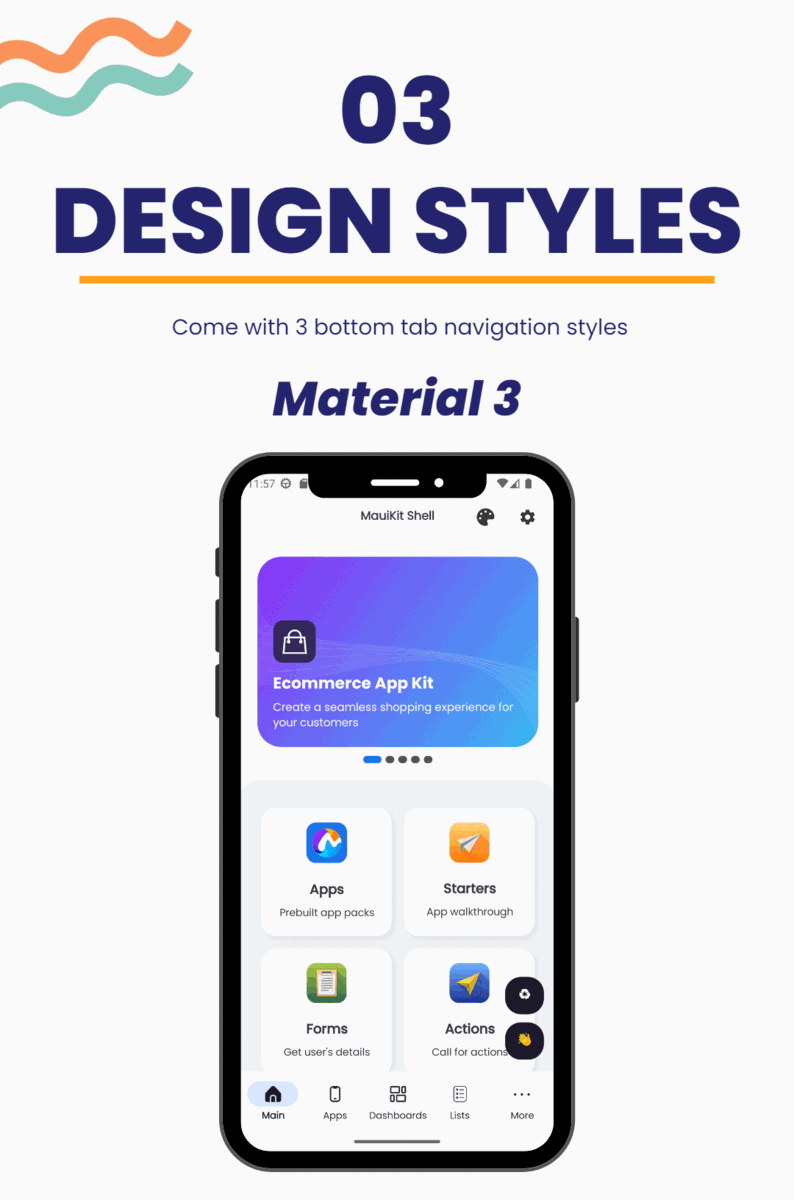 03
DESIGN STYLES
Come with 3 bottom tab navigation styles
Material 3
11:57
MauiKit Shell
Ecommerce App Kit
Create a seamless shopping experience for
your customers
Apps
Starters
Prebuilt app packs
App walkthrough
Forms
Actions
Get user's details
Call for actions
Main
Apps
Dashboards
Lists
More